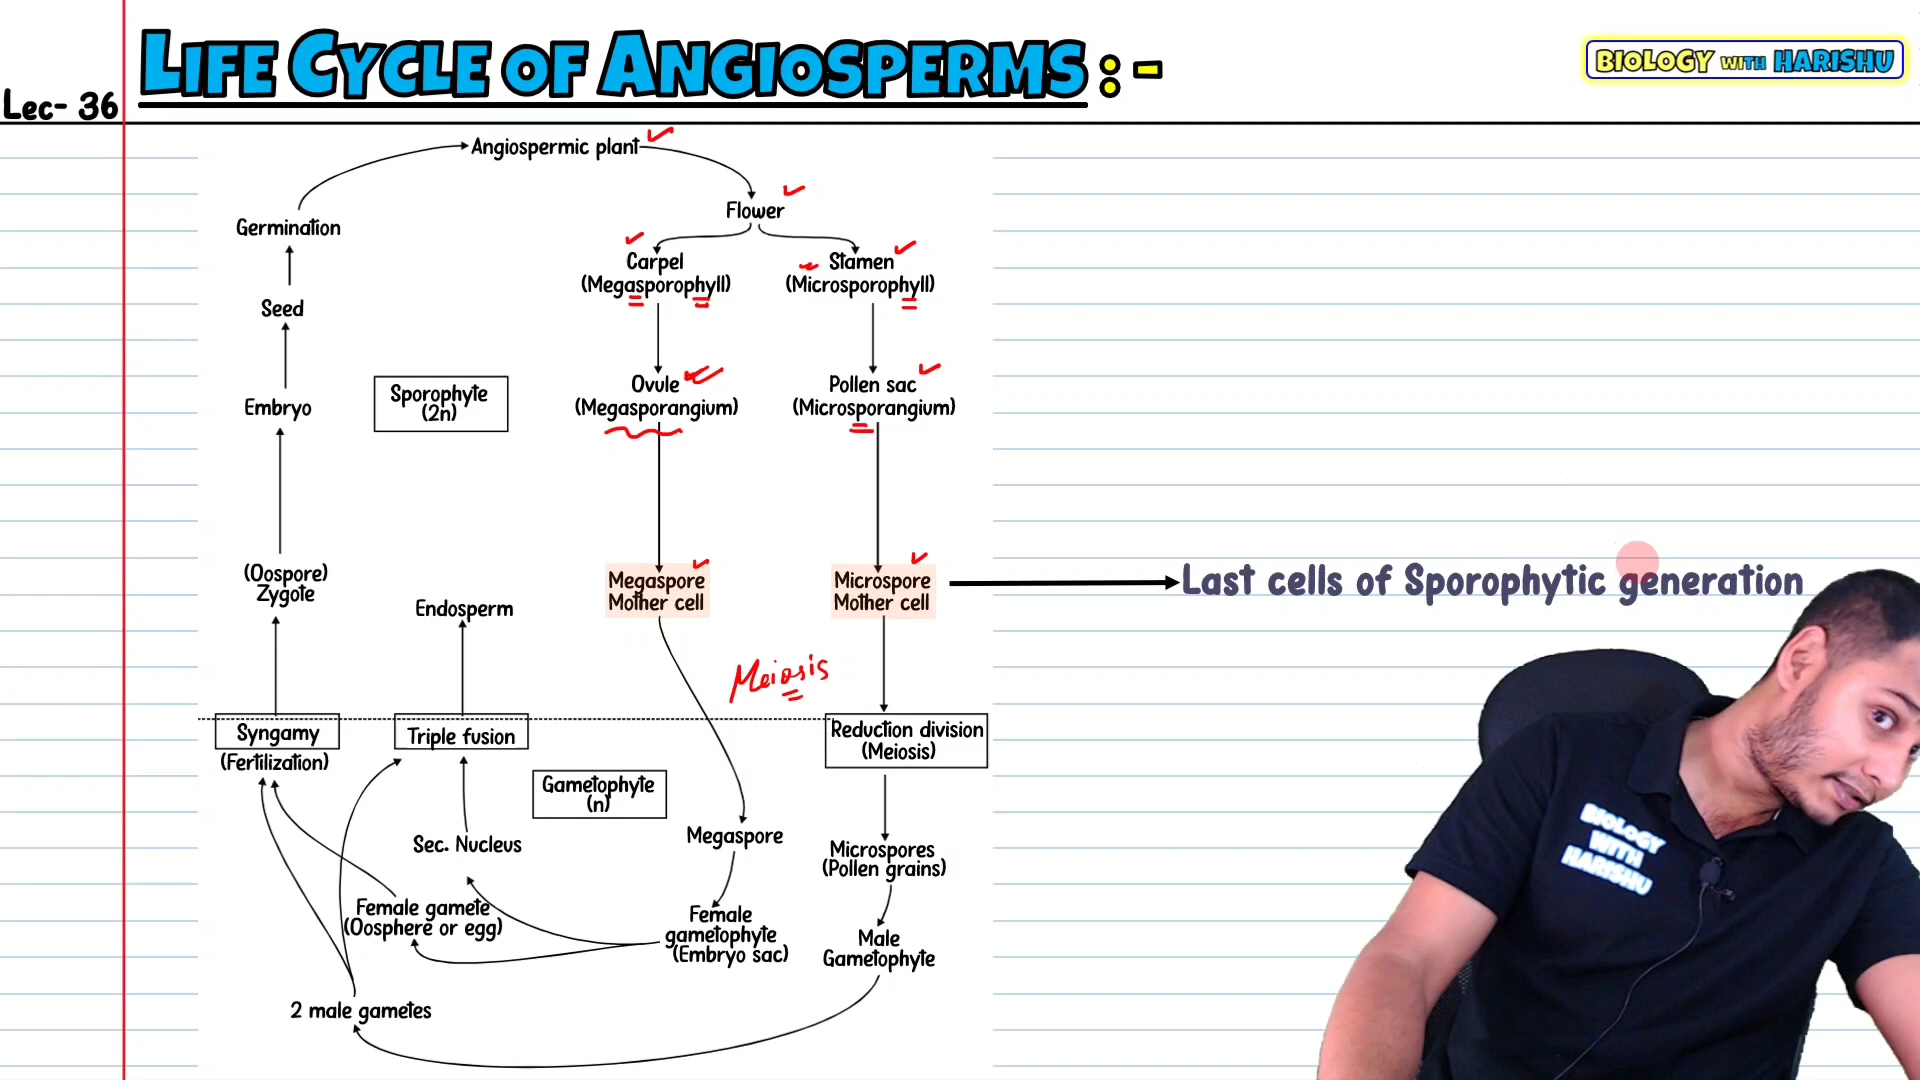 LIFE CYCLE OF ANGIOSPERMS :-
BIOLOGY WITH HARISHU
Lec- 36
Angiospermic plant
Flower
Germination
Carpel
(Megasporophyll)
Stamen
(Microsporophyll)
Seed
Sporophyte
(2n)
Ovule
(Megasporangium)
Pollen sac
(Microsporangium)
Embryo
(Oospore)
Zygote
Endosperm
Megaspore
Mother cell
Microspore
Mother cell
Last cells of Sporophytic generation
Meiosis
Syngamy
(Fertilization)
Triple fusion
Reduction division
(Meiosis)
Gametophyte
(n)
Sec. Nucleus
Megaspore
Microspores
(Pollen grains)
Female gamete
(Oosphere or egg)
Female
gametophyte
(Embryo sac)
Male
Gametophyte
2 male gametes
BIOLOGY
WITH
HARISHU